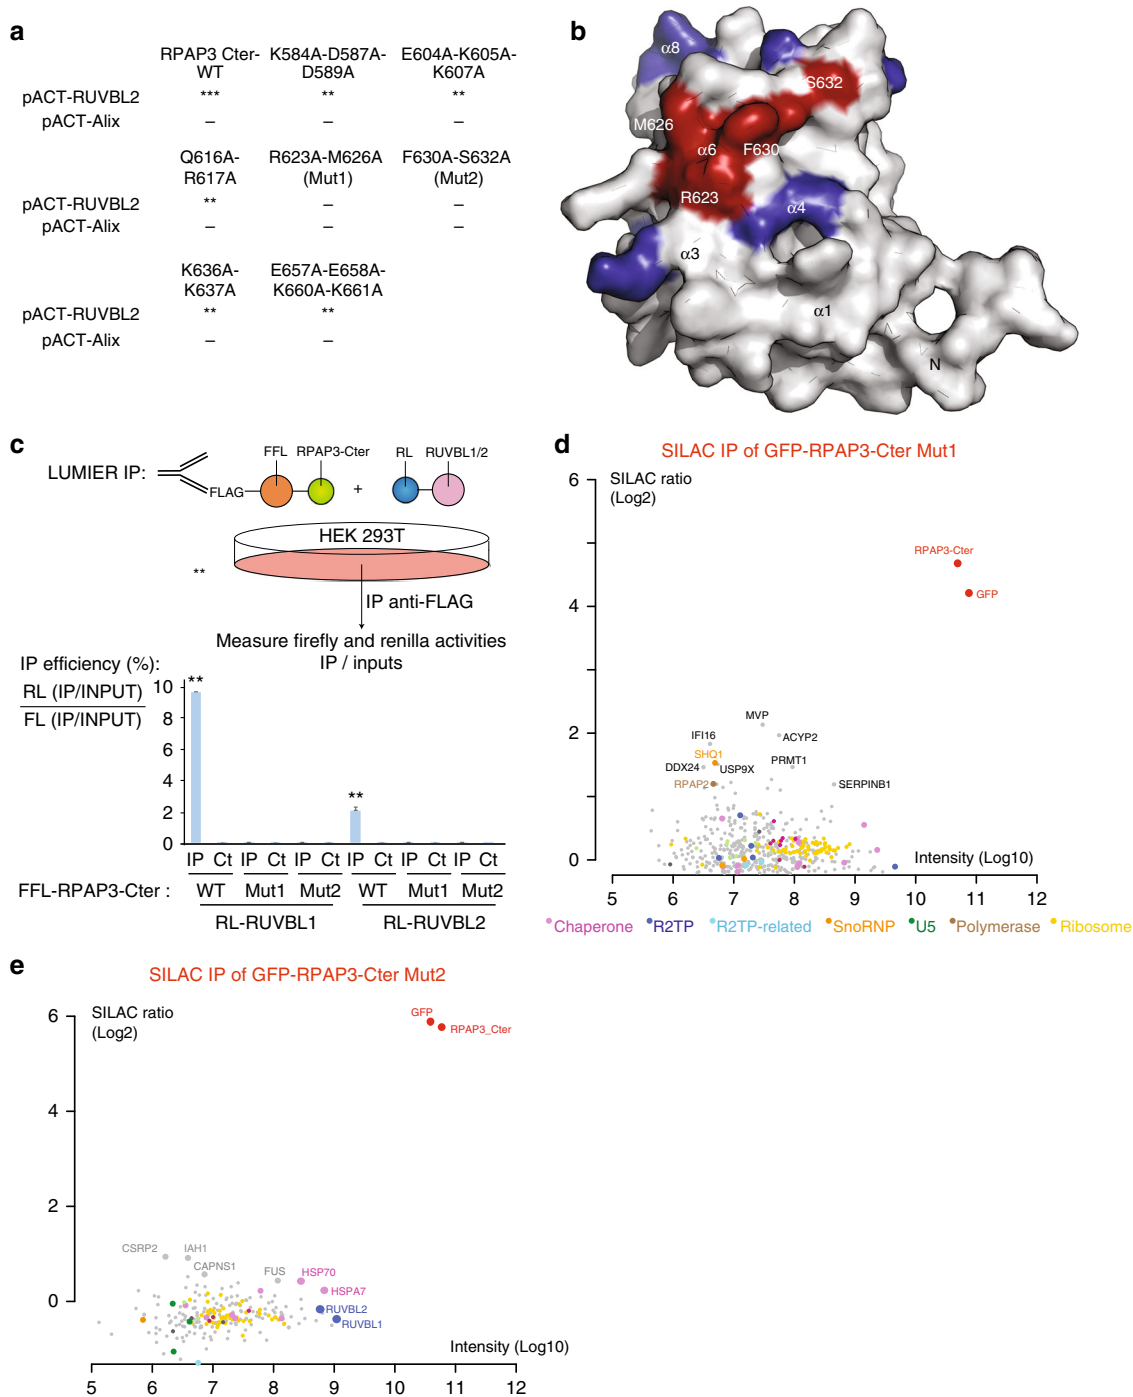 a
RPAP3 Cter-WT K584A-D587A-D589A E604A-K605A-K607A
pACT-RUVBL2 *** ** **
pACT-Alix – – –
Q616A-R617A R623A-M626A (Mut1) F630A-S632A (Mut2)
pACT-RUVBL2 ** – –
pACT-Alix – – –
K636A-K637A E657A-E658A-K660A-K661A
pACT-RUVBL2 ** **
pACT-Alix – –
b
α8
S632
M626
α6
F630
R623
α4
α3
α1
N
c
LUMIER IP:
FFL RPAP3-Cter RL RUVBL1/2
FLAG +
HEK 293T
**
IP anti-FLAG
Measure firefly and renilla activities
IP / inputs
IP efficiency (%):
RL (IP/INPUT)
FL (IP/INPUT)
10
8
6
4
2
0
** **
IP Ct IP Ct IP Ct IP Ct IP Ct IP Ct
FFL-RPAP3-Cter : WT Mut1 Mut2 WT Mut1 Mut2
RL-RUVBL1 RL-RUVBL2
d
SILAC IP of GFP-RPAP3-Cter Mut1
SILAC ratio
(Log2)
6
4
2
0
RPAP3-Cter
GFP
MVP
ACYP2
IFI16
SHQ1
DDX24
USP9X
PRMT1
RPAP2
SERPINB1
Intensity (Log10)
5 6 7 8 9 10 11 12
Chaperone R2TP R2TP-related SnoRNP U5 Polymerase Ribosome
e
SILAC IP of GFP-RPAP3-Cter Mut2
SILAC ratio
(Log2)
6
4
2
0
GFP
RPAP3_Cter
CSRP2
IAH1
CAPNS1
FUS
HSP70
HSPA7
RUVBL2
RUVBL1
Intensity (Log10)
5 6 7 8 9 10 11 12